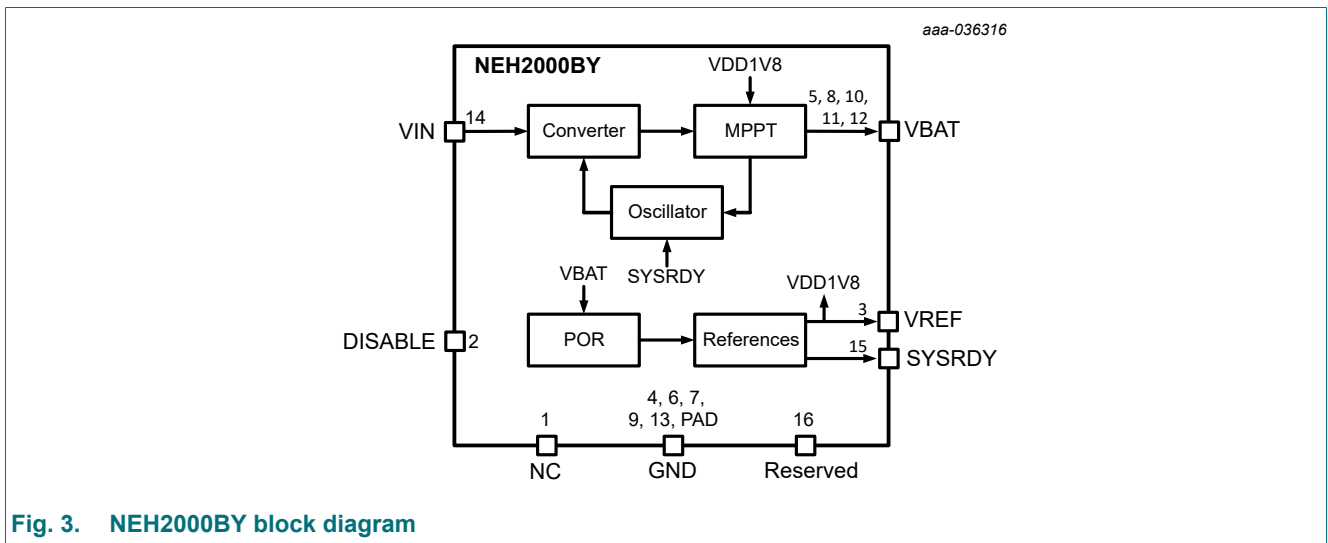 aaa-036316
NEH2000BY
VDD1V8
5, 8, 10,
11, 12
VIN
14
Converter
MPPT
VBAT
Oscillator
VBAT
SYSRDY
VDD1V8
DISABLE
2
POR
References
3
VREF
15
SYSRDY
4, 6, 7,
9, 13, PAD
1
16
NC
GND
Reserved
Fig. 3. NEH2000BY block diagram